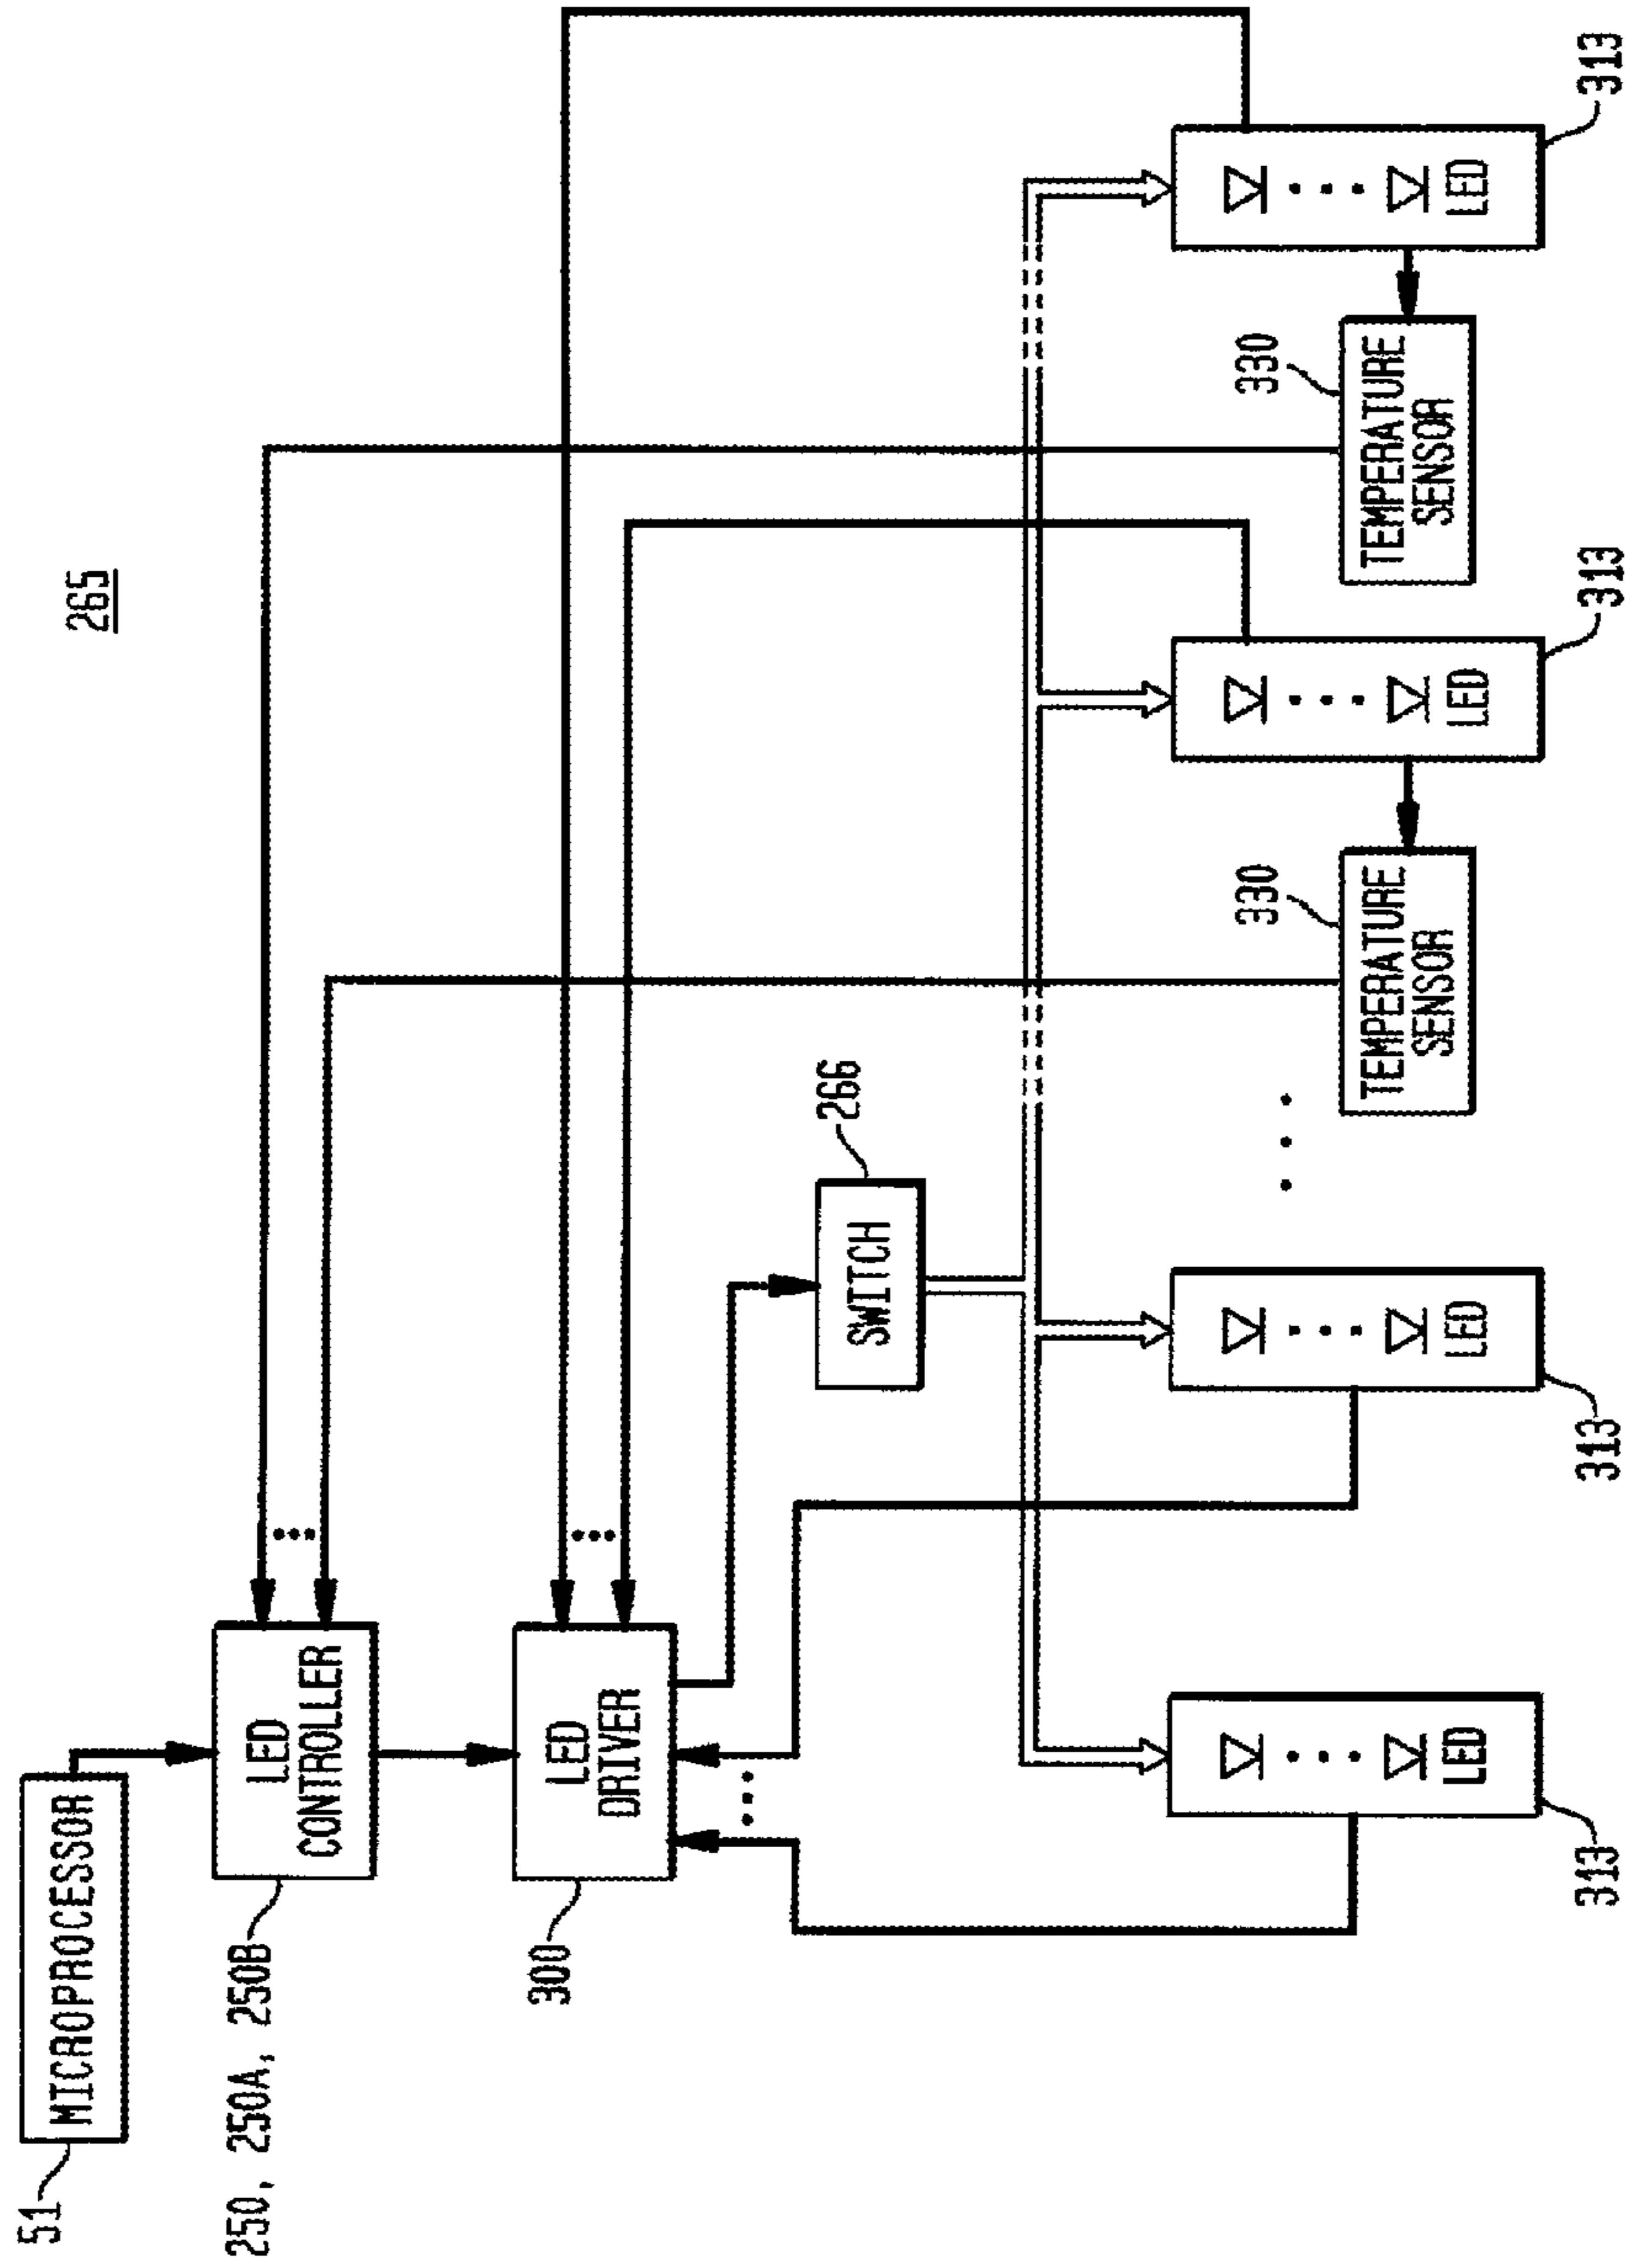 265
51
MICROPROCESSOR
250, 250A, 250B
LED
CONTROLLER
300
LED
DRIVER
SWITCH
266
LED
313
LED
313
TEMPERATURE
SENSOR
330
LED
313
TEMPERATURE
SENSOR
330
LED
313